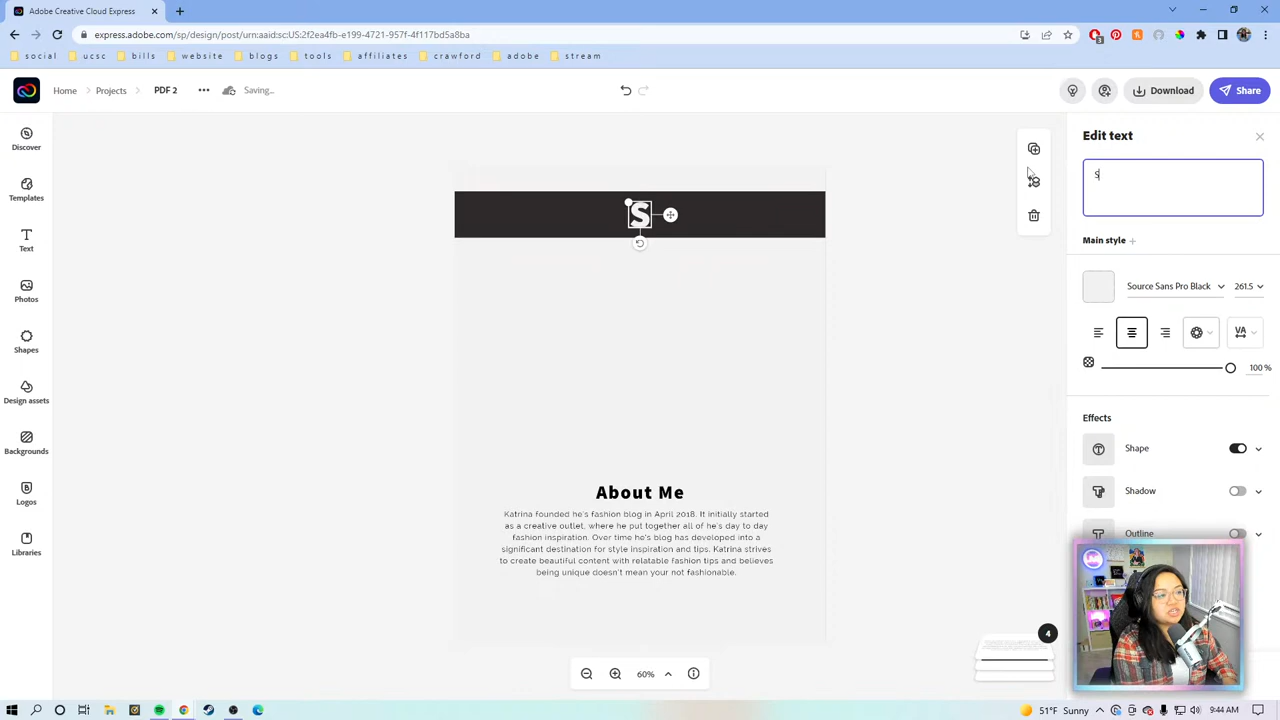 Adobe Creative Cloud Express
express.adobe.com/sp/design/post/urn:aaid:sc:US:2f2ea4fb-e199-4721-957f-4f117bd5a8ba
social
ucsc
bills
website
blogs
tools
affiliates
crawford
adobe
stream
Home
Projects
PDF 2
Saving...
Download
Share
Discover
Templates
Text
Photos
Shapes
Design assets
Backgrounds
Logos
Libraries
S
About Me
Katrina founded he's fashion blog in April 2018. It initially started
as a creative outlet, where he put together all of he's day to day
fashion inspiration. Over time he's blog has developed into a
significant destination for style inspiration and tips. Katrina strives
to create beautiful content with relatable fashion tips and believes
being unique doesn't mean your not fashionable.
Edit text
S
Main style
Source Sans Pro Black
261.5
VA
100 %
Effects
Shape
Shadow
Outline
4
60%
51°F
9:44 AM